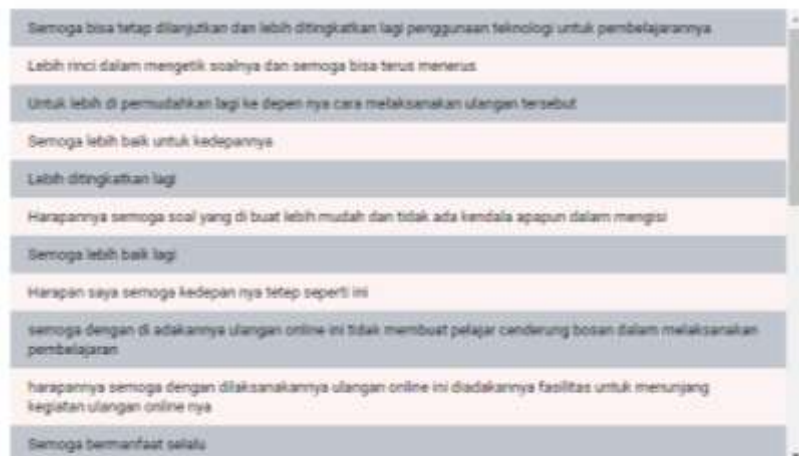 Semoga bisa tetap dilanjutkan dan lebih ditingkatkan lagi penggunaan teknologi untuk pembelajarannya
Lebih rinci dalam mengetik soalnya dan semoga bisa terus menerus
Untuk lebih di permudahkan lagi ke depen nya cara melaksanakan ulangan tersebut
Semoga lebih baik untuk kedepannya
Lebih ditingkatkan lagi
Harapannya semoga soal yang di buat lebih mudah dan tidak ada kendala apapun dalam mengisi
Semoga lebih baik lagi
Harapan saya semoga kedepan nya tetep seperti ini
semoga dengan di adakannya ulangan online ini tidak membuat pelajar cenderung bosan dalam melaksanakan
pembelajaran
harapannya semoga dengan dilaksanakannya ulangan online ini diadakannya fasilitas untuk menunjang
kegiatan ulangan online nya
Semoga bermanfaat selalu